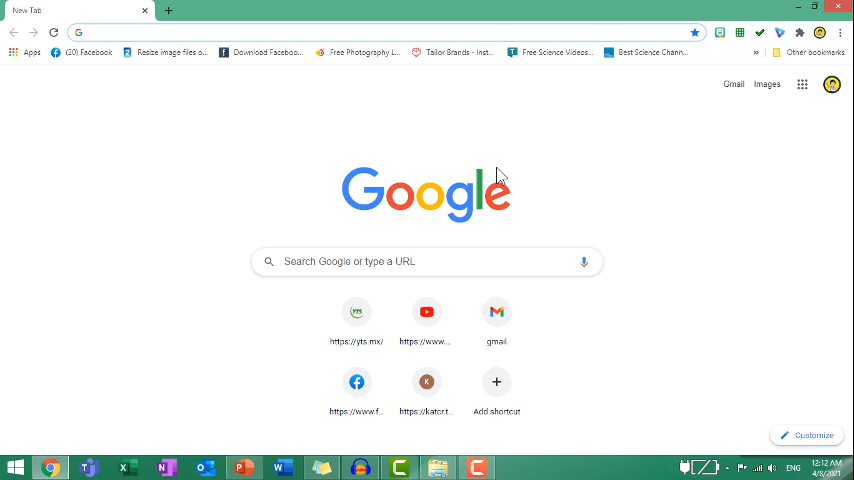 New Tab
Apps (20) Facebook Resize image files o... Download Faceboo... Free Photography L... Tailor Brands - Inst... Free Science Videos... Best Science Chann... » Other bookmarks
Gmail Images
Google
Search Google or type a URL
YTS
https://yts.mx/ https://www.... gmail
K
https://www.f... https://katcr.t... Add shortcut
Customize
ENG
12:12 AM
4/8/2021